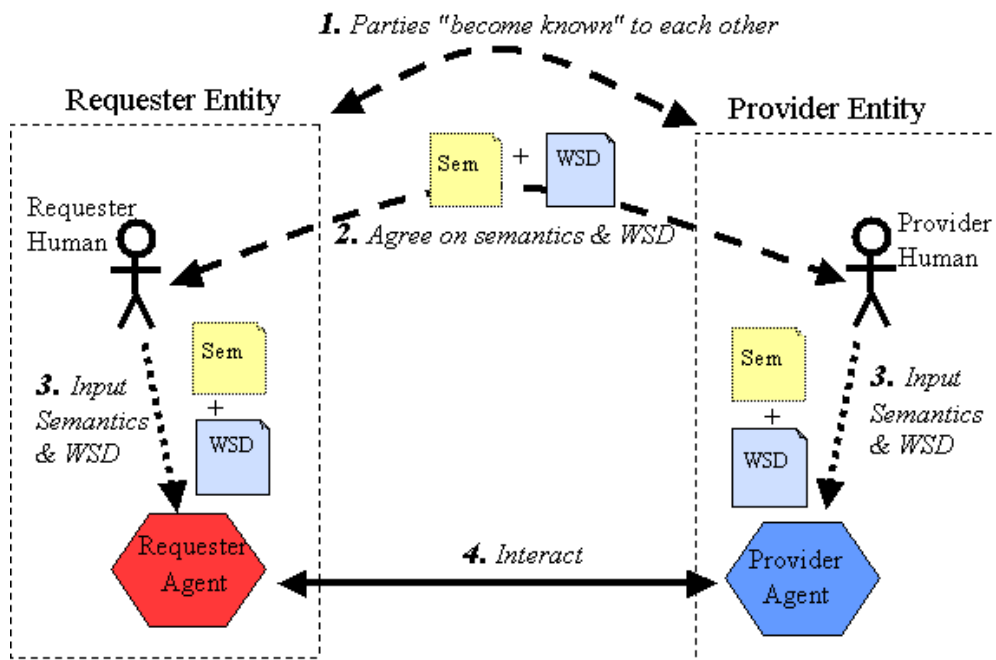 1. Parties "become known" to each other
Requester Entity
Provider Entity
Sem
+
WSD
Requester
Human
Provider
Human
2. Agree on semantics & WSD
Sem
+
WSD
3. Input
Semantics
& WSD
Sem
+
WSD
3. Input
Semantics
& WSD
Requester
Agent
4. Interact
Provider
Agent